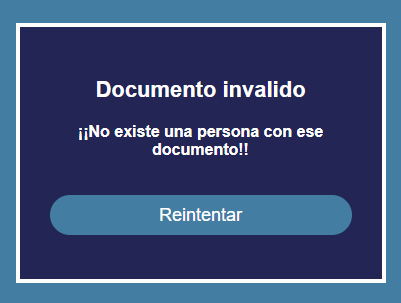 Documento invalido
¡¡No existe una persona con ese
documento!!
Reintentar